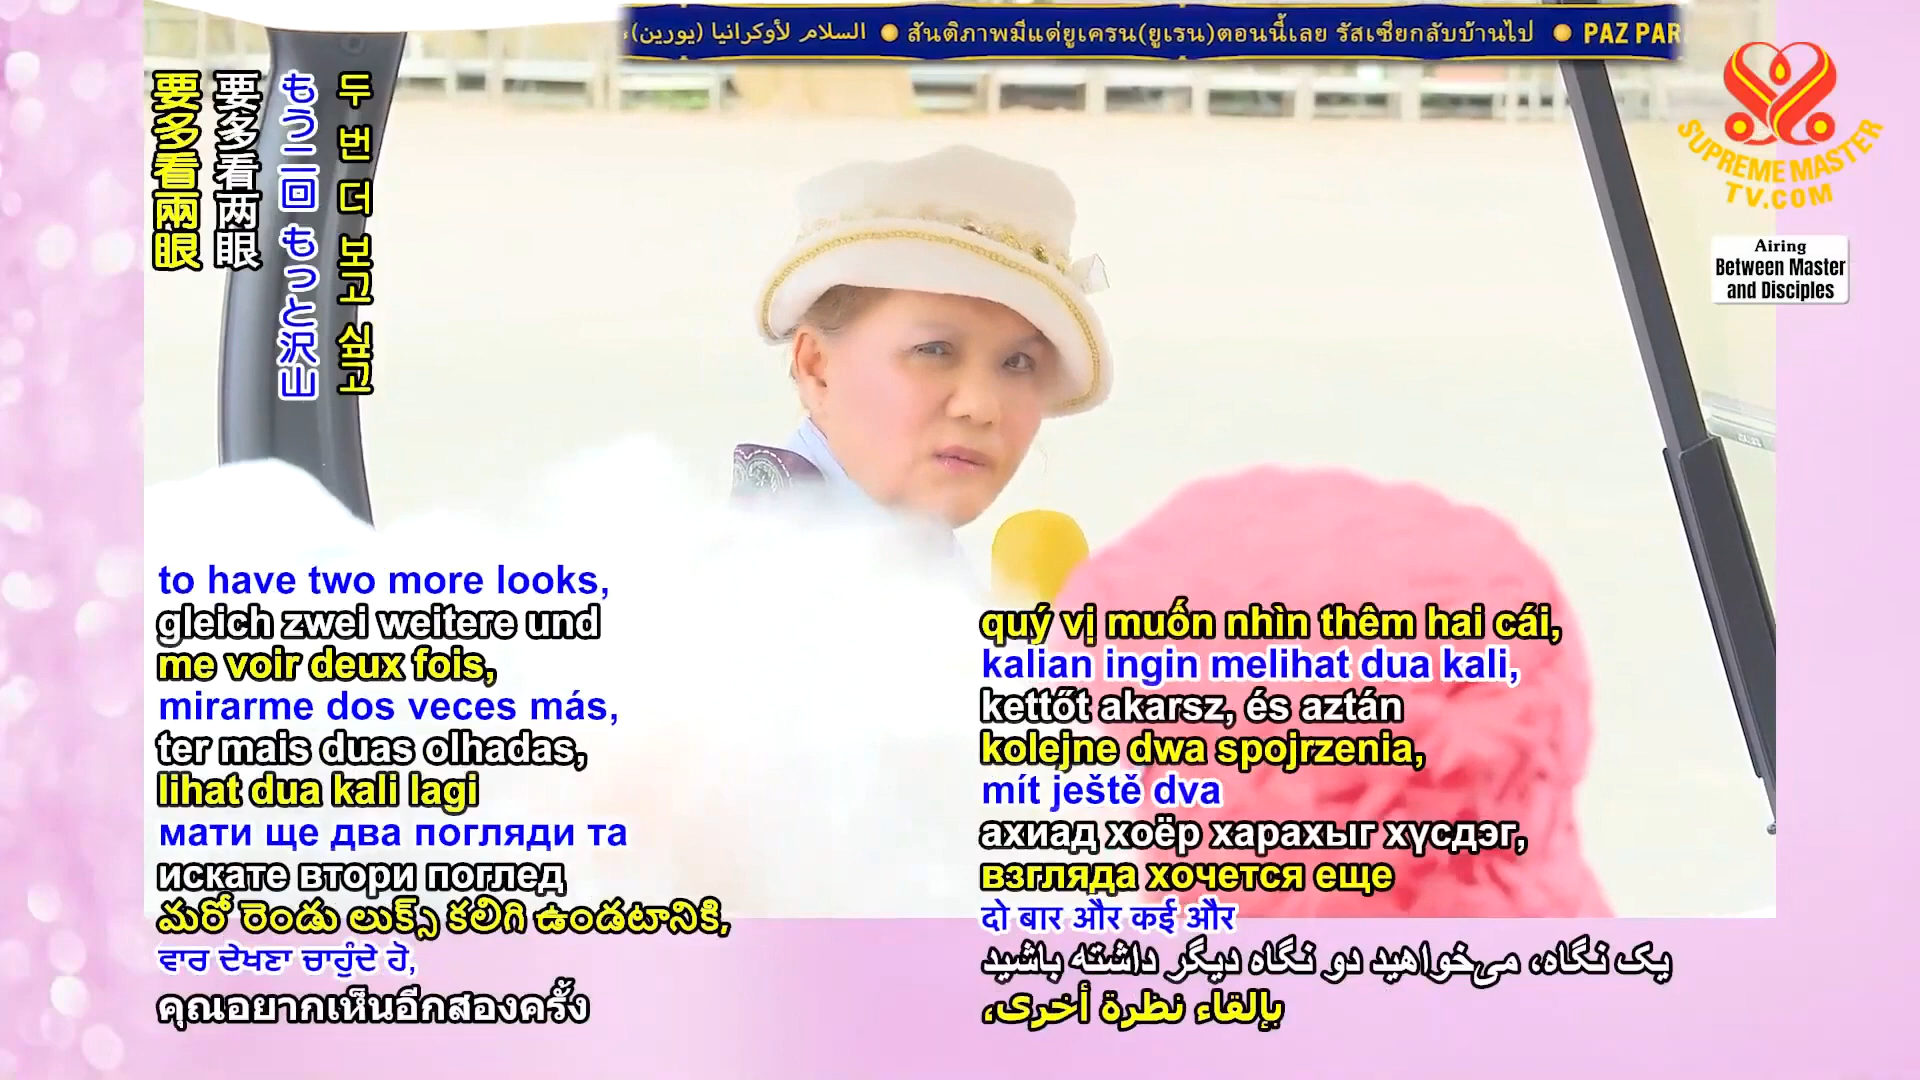 السلام لأوكرانيا (يورين)، ● สันติภาพมีแด่ยูเครน(ยูเรน)ตอนนี้เลย รัสเซียกลับบ้านไป ● PAZ PAR
SUPREME MASTER
TV.COM
Airing
Between Master
and Disciples
두 번 더 보고 싶고
もう二回 もっと沢山
要多看两眼
要多看兩眼
to have two more looks,
gleich zwei weitere und
me voir deux fois,
mirarme dos veces más,
ter mais duas olhadas,
lihat dua kali lagi
мати ще два погляди та
искате втори поглед
మరో రెండు లుక్స్ కలిగి ఉండటానికి,
ਵਾਰ ਦੇਖਣਾ ਚਾਹੁੰਦੇ ਹੋ,
คุณอยากเห็นอีกสองครั้ง
quý vị muốn nhìn thêm hai cái,
kalian ingin melihat dua kali,
kettőt akarsz, és aztán
kolejne dwa spojrzenia,
mít ještě dva
ахиад хоёр харахыг хүсдэг,
взгляда хочется еще
दो बार और कई और
یک نگاه، می‌خواهید دو نگاه دیگر داشته باشید
بإلقاء نظرة أخرى،